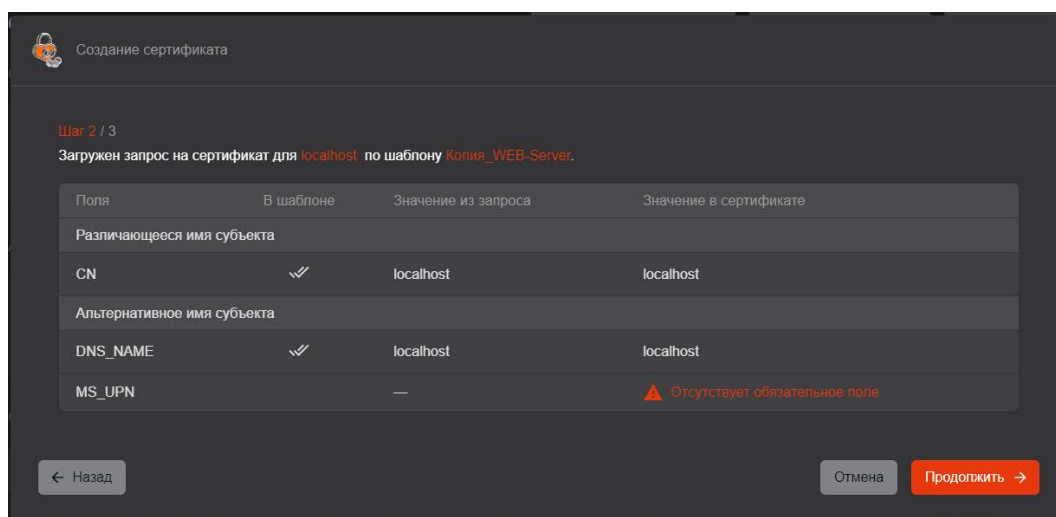 Создание сертификата
Шаг 2 / 3
Загружен запрос на сертификат для localhost по шаблону Копия_WEB-Server.
Поля В шаблоне Значение из запроса Значение в сертификате
Различающееся имя субъекта
CN localhost localhost
Альтернативное имя субъекта
DNS_NAME localhost localhost
MS_UPN — Отсутствует обязательное поле
← Назад Отмена Продолжить →